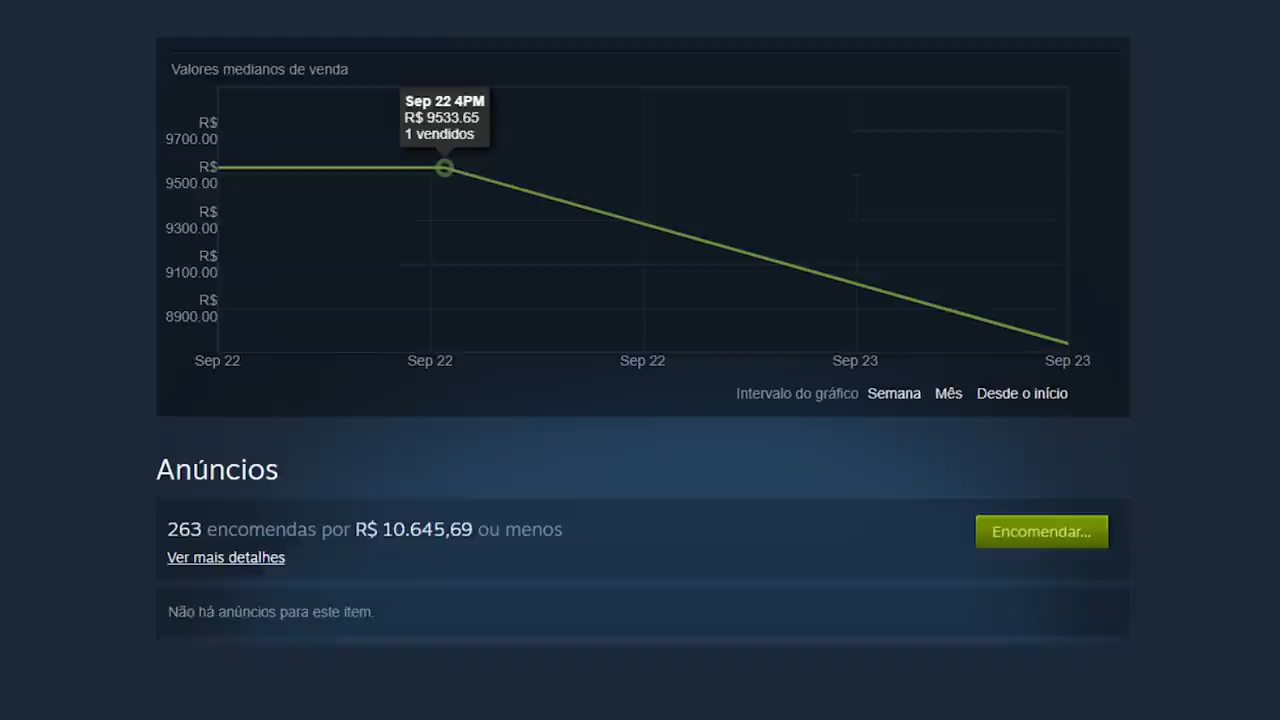 Valores medianos de venda
Sep 22 4PM
R$ 9533.65
1 vendidos
R$
9700.00
R$
9500.00
R$
9300.00
R$
9100.00
R$
8900.00
Sep 22 Sep 22 Sep 22 Sep 23 Sep 23
Intervalo do gráfico Semana Mês Desde o início
Anúncios
263 encomendas por R$ 10.645,69 ou menos
Encomendar...
Ver mais detalhes
Não há anúncios para este item.